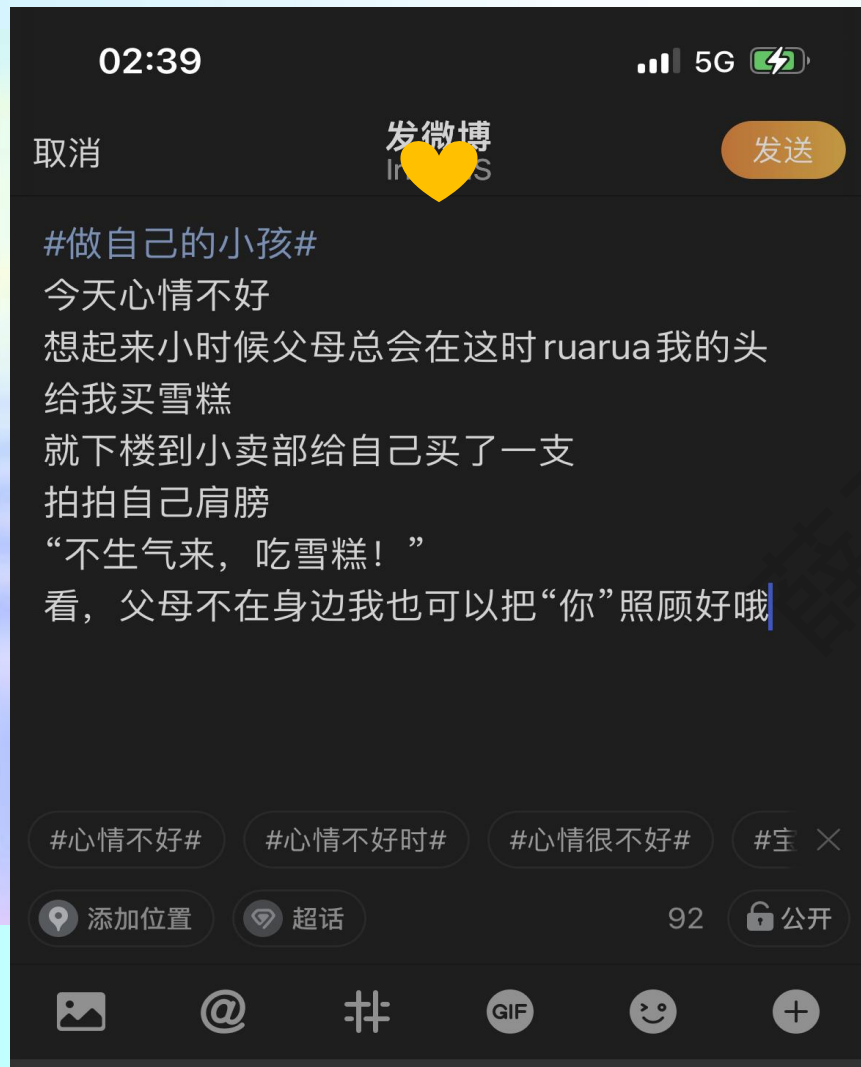 02:39
5G
取消
发微博
发送
#做自己的小孩#
今天心情不好
想起来小时候父母总会在这时ruarua我的头
给我买雪糕
就下楼到小卖部给自己买了一支
拍拍自己肩膀
“不生气来，吃雪糕！”
看，父母不在身边我也可以把“你”照顾好哦
#心情不好#
#心情不好时#
#心情很不好#
#宝
添加位置
超话
92
公开
@
GIF